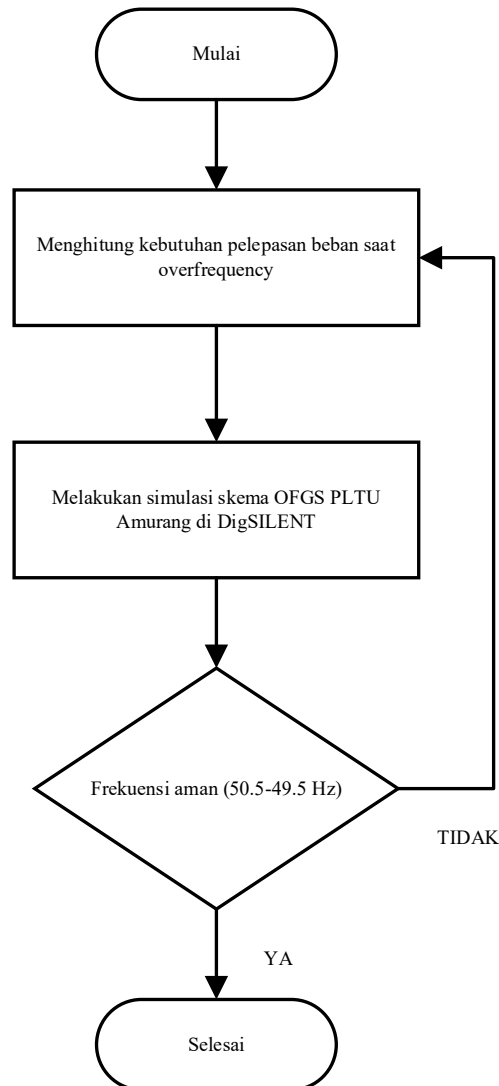 Mulai
Menghitung kebutuhan pelepasan beban saat
overfrequency
Melakukan simulasi skema OFGS PLTU
Amurang di DigSILENT
Frekuensi aman (50.5-49.5 Hz)
TIDAK
YA
Selesai